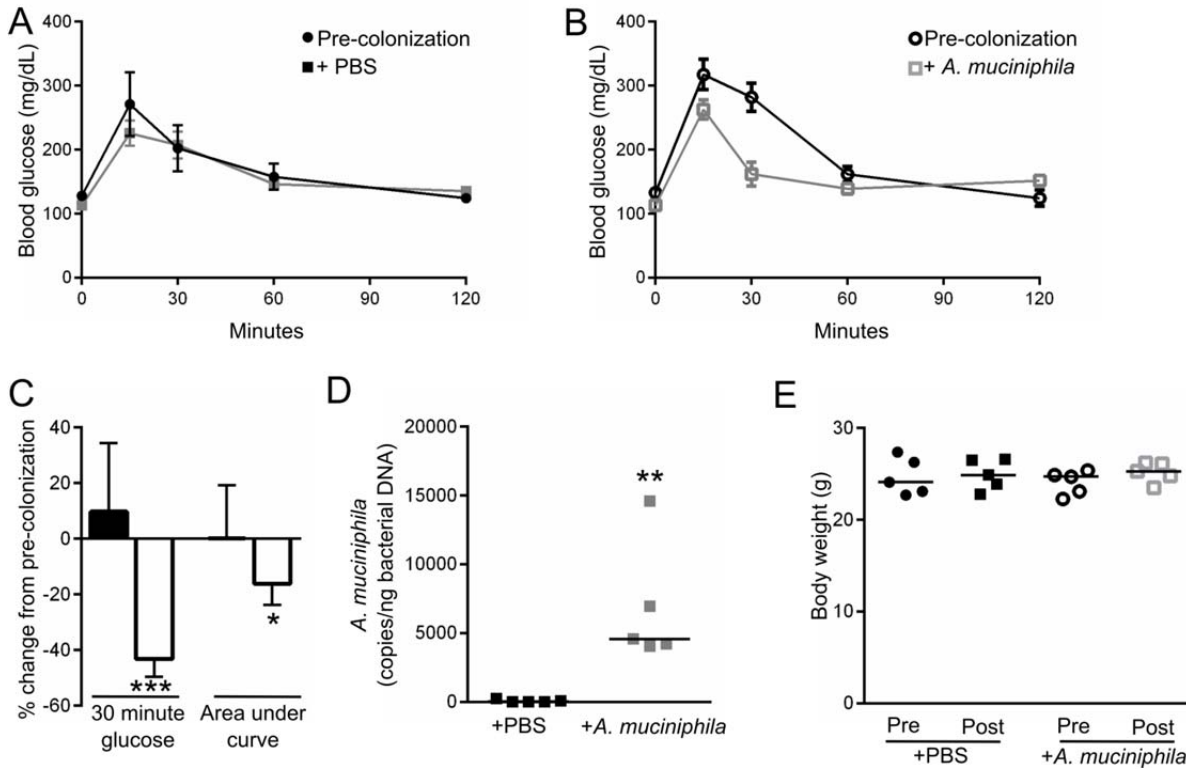 A
Blood glucose (mg/dL)
400
300
200
100
0
Pre-colonization
+ PBS
0 30 60 90 120
Minutes
B
Blood glucose (mg/dL)
400
300
200
100
0
Pre-colonization
+ A. muciniphila
0 30 60 90 120
Minutes
C
% change from pre-colonization
40
20
0
-20
-40
-60
***
*
30 minute
glucose
Area under
curve
D
A. muciniphila
(copies/ng bacterial DNA)
20000
15000
10000
5000
0
**
+PBS +A. muciniphila
E
Body weight (g)
30
20
10
0
Pre Post Pre Post
+PBS +A. muciniphila